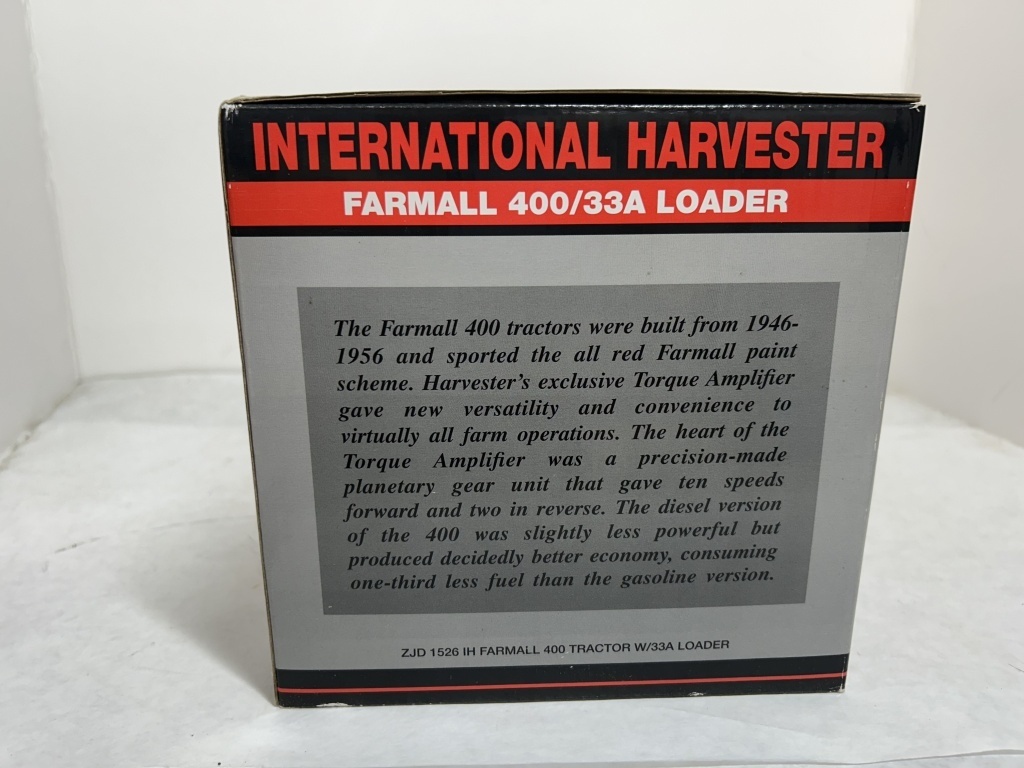 INTERNATIONAL HARVESTER
FARMALL 400/33A LOADER
The Farmall 400 tractors were built from 1946-
1956 and sported the all red Farmall paint
scheme. Harvester's exclusive Torque Amplifier
gave new versatility and convenience to
virtually all farm operations. The heart of the
Torque Amplifier was a precision-made
planetary gear unit that gave ten speeds
forward and two in reverse. The diesel version
of the 400 was slightly less powerful but
produced decidedly better economy, consuming
one-third less fuel than the gasoline version.
ZJD 1526 IH FARMALL 400 TRACTOR W/33A LOADER